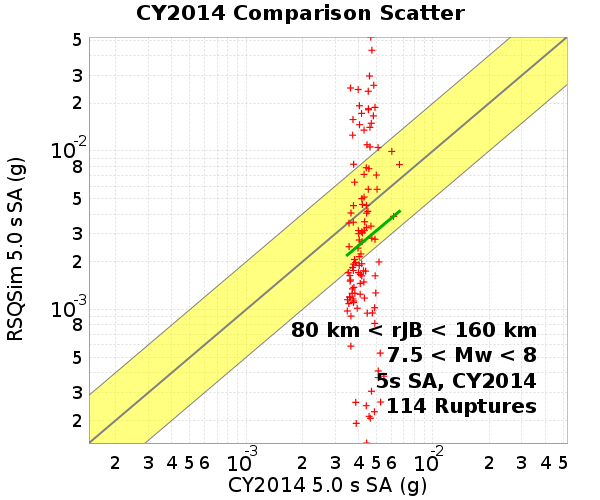 CY2014 Comparison Scatter
RSQSim 5.0 s SA (g)
5
3
2
10-2
8
5
3
2
10-3
8
5
3
2
80 km < rJB < 160 km
7.5 < Mw < 8
5s SA, CY2014
114 Ruptures
2 3 4 5 6 10-3 2 3 4 5 6 10-2 2 3 4 5
CY2014 5.0 s SA (g)